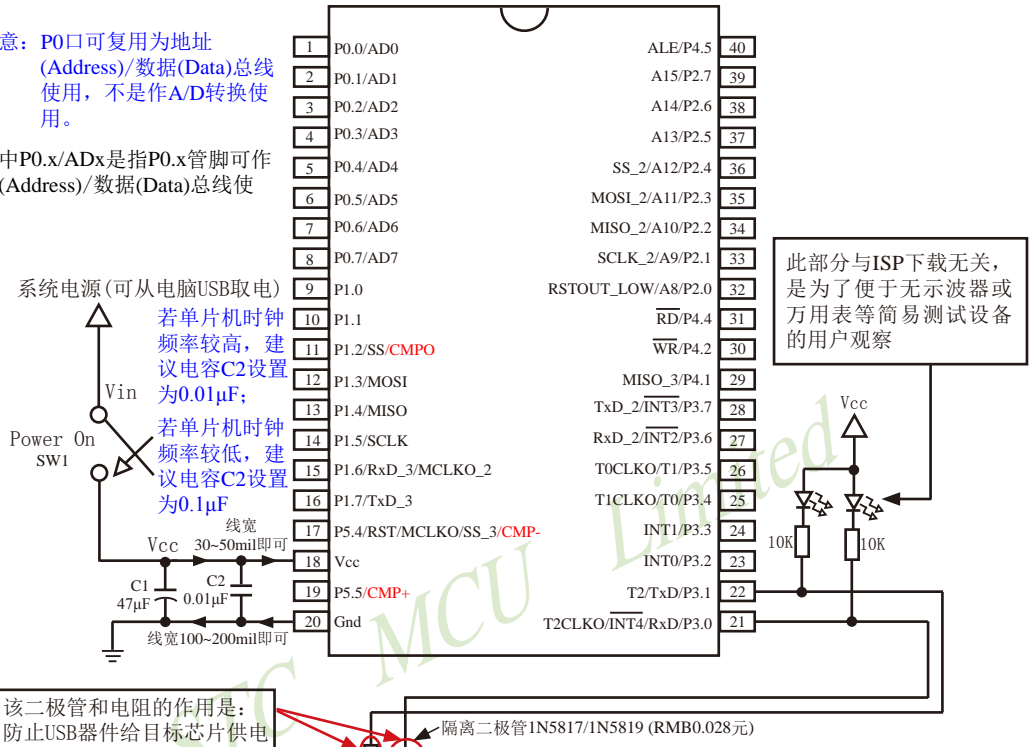 意：P0口可复用为地址
(Address)/数据(Data)总线
使用，不是作A/D转换使
用。
中P0.x/ADx是指P0.x管脚可作
(Address)/数据(Data)总线使
1 P0.0/AD0
2 P0.1/AD1
3 P0.2/AD2
4 P0.3/AD3
5 P0.4/AD4
6 P0.5/AD5
7 P0.6/AD6
8 P0.7/AD7
9 P1.0
10 P1.1
11 P1.2/SS/CMPO
12 P1.3/MOSI
13 P1.4/MISO
14 P1.5/SCLK
15 P1.6/RxD_3/MCLKO_2
16 P1.7/TxD_3
17 P5.4/RST/MCLKO/SS_3/CMP-
18 Vcc
19 P5.5/CMP+
20 Gnd
ALE/P4.5 40
A15/P2.7 39
A14/P2.6 38
A13/P2.5 37
SS_2/A12/P2.4 36
MOSI_2/A11/P2.3 35
MISO_2/A10/P2.2 34
SCLK_2/A9/P2.1 33
RSTOUT_LOW/A8/P2.0 32
RD/P4.4 31
WR/P4.2 30
MISO_3/P4.1 29
TxD_2/INT3/P3.7 28
RxD_2/INT2/P3.6 27
T0CLKO/T1/P3.5 26
T1CLKO/T0/P3.4 25
INT1/P3.3 24
INT0/P3.2 23
T2/TxD/P3.1 22
T2CLKO/INT4/RxD/P3.0 21
系统电源(可从电脑USB取电)
若单片机时钟
频率较高，建
议电容C2设置
为0.01μF；
若单片机时钟
频率较低，建
议电容C2设置
为0.1μF
Vin
Power On
SW1
线宽
Vcc 30~50mil即可
C1
47μF
C2
0.01μF
线宽100~200mil即可
此部分与ISP下载无关，
是为了便于无示波器或
万用表等简易测试设备
的用户观察
Vcc
10K
10K
STC MCU Limited
该二极管和电阻的作用是：
防止USB器件给目标芯片供电
隔离二极管1N5817/1N5819 (RMB0.028元)